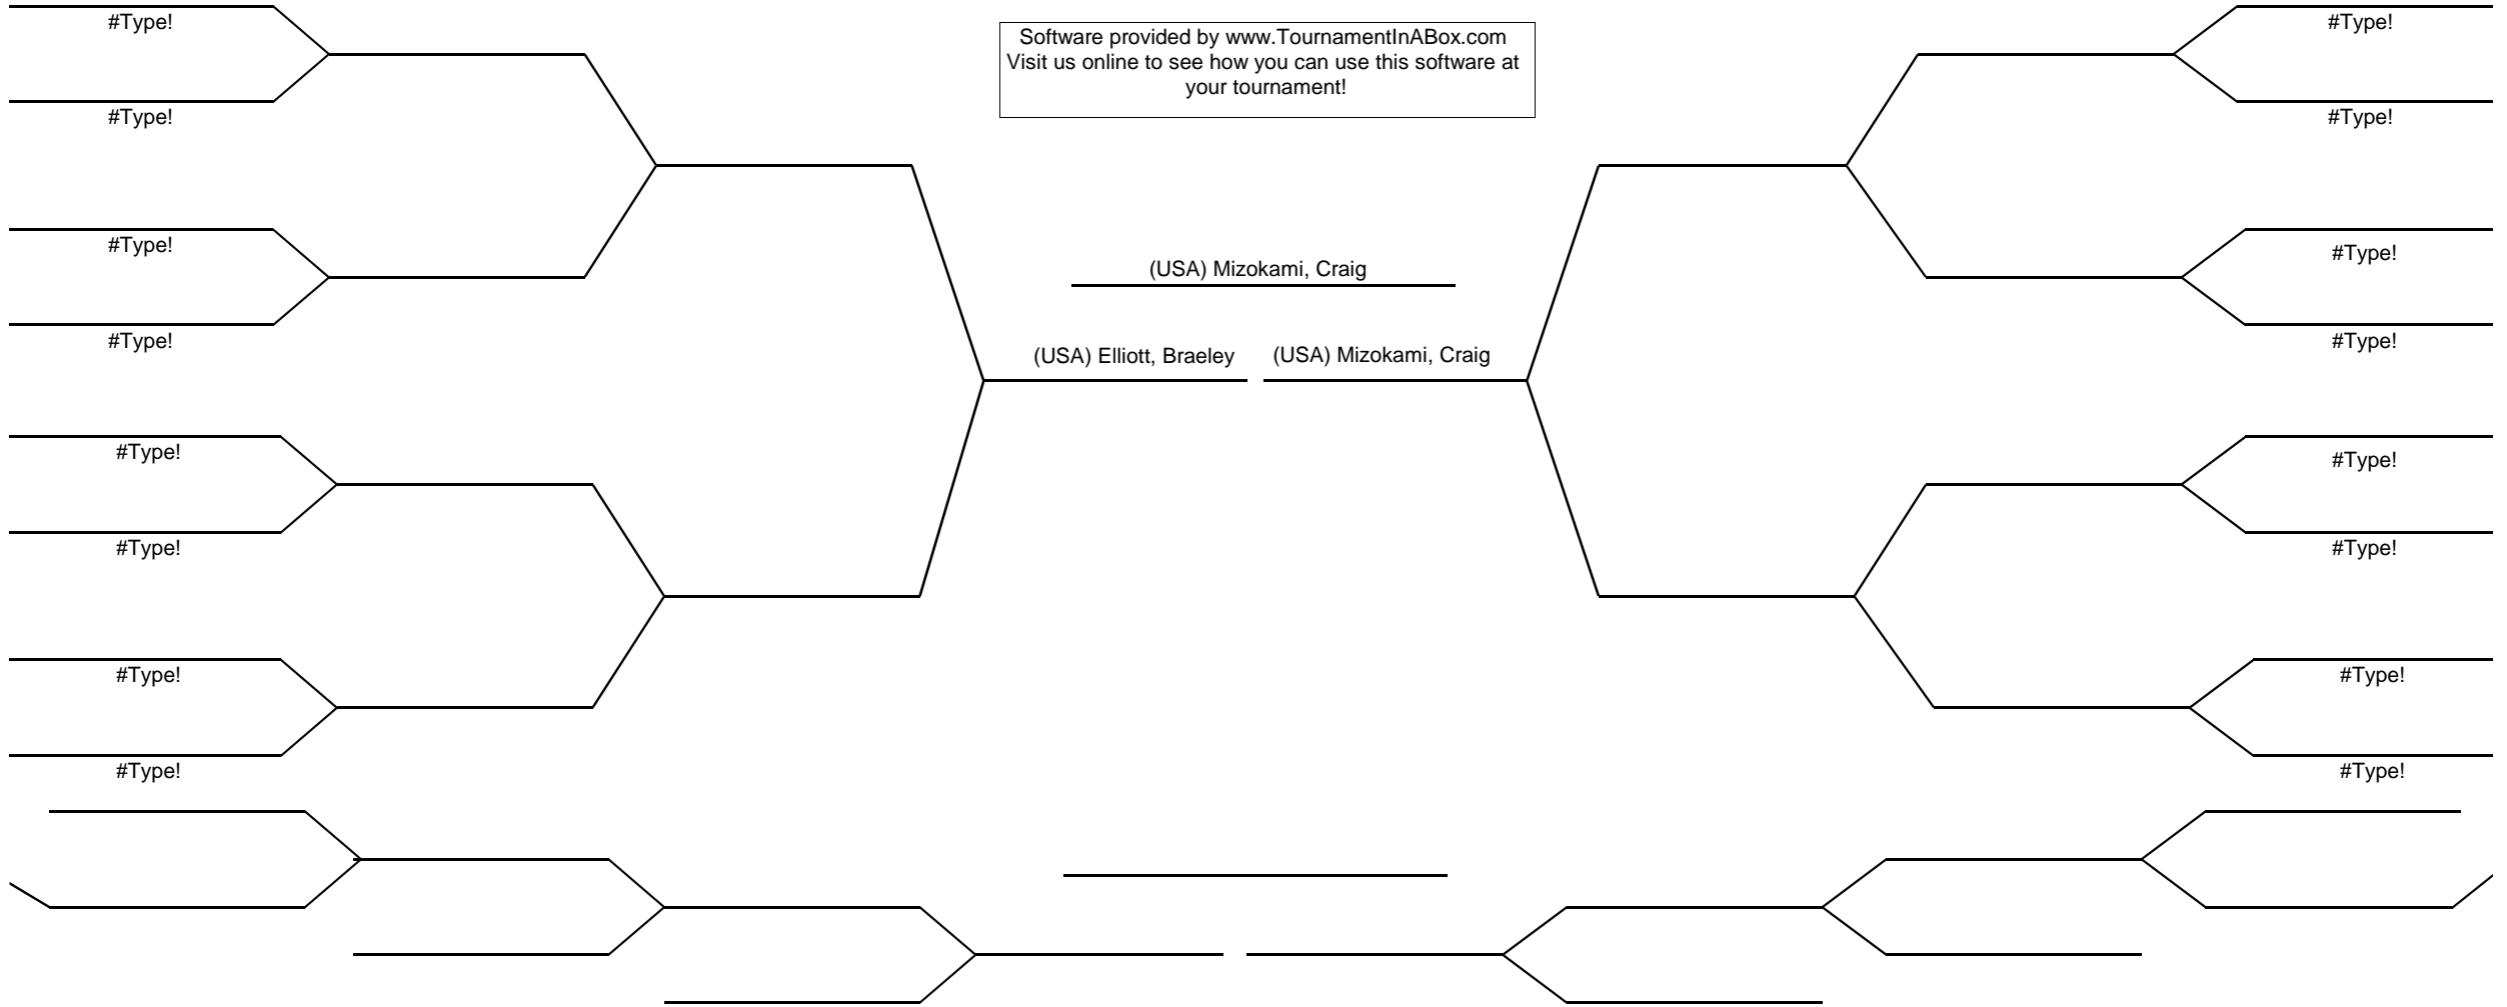 #Type!
Software provided by www.TournamentInABox.com
Visit us online to see how you can use this software at
your tournament!
#Type!
#Type!
#Type!
#Type!
#Type!
(USA) Mizokami, Craig
#Type!
#Type!
(USA) Elliott, Braeley
(USA) Mizokami, Craig
#Type!
#Type!
#Type!
#Type!
#Type!
#Type!
#Type!
#Type!